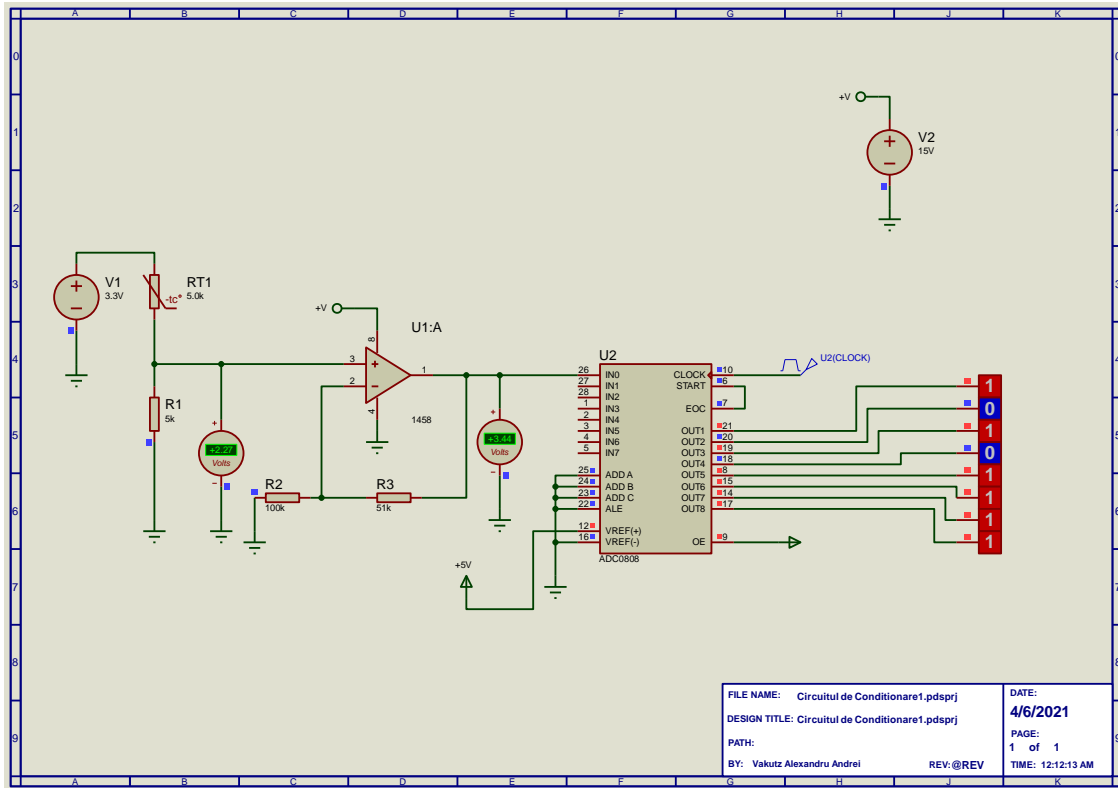 A B C D E F G H J K
0
1
+V
V2
15V
2
3
V1
3.3V
RT1
5.0k
-tc°
+V
U1:A
8
3
2
1
4
1458
4
R1
5k
+2.27
Volts
+3.44
Volts
5
R2
100k
R3
51k
6
U2
26 IN0 CLOCK 10
27 IN1 START 6
28 IN2
1 IN3 EOC 7
2 IN4
3 IN5 OUT1 21
4 IN6 OUT2 20
5 IN7 OUT3 19
OUT4 18
25 ADD A OUT5 8
24 ADD B OUT6 15
23 ADD C OUT7 14
22 ALE OUT8 17
12 VREF(+)
16 VREF(-) OE 9
ADC0808
U2(CLOCK)
1
0
1
0
1
1
1
1
+5V
7
8
9
FILE NAME: Circuitul de Conditionare1.pdsprj
DESIGN TITLE: Circuitul de Conditionare1.pdsprj
PATH:
BY: Vakutz Alexandru Andrei REV:@REV
DATE:
4/6/2021
PAGE:
1 of 1
TIME: 12:12:13 AM
A B C D E F G H J K